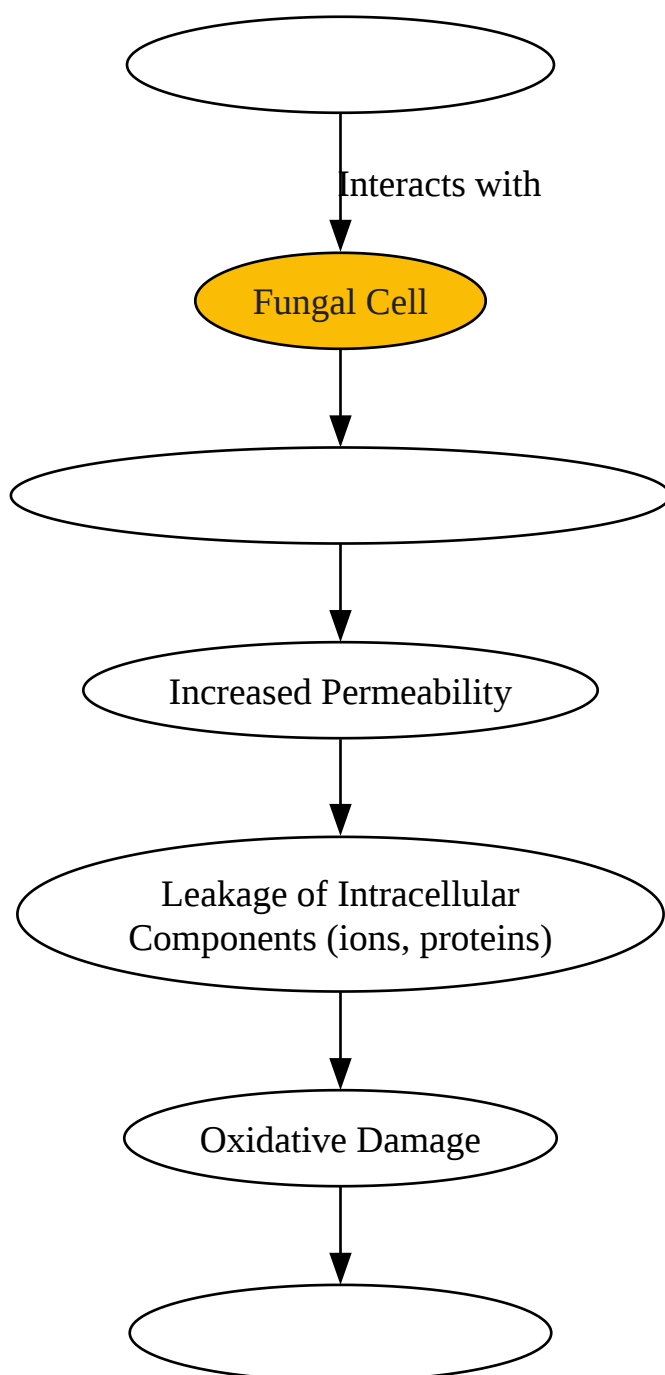 Interacts with
Fungal Cell
Increased Permeability
Leakage of Intracellular
Components (ions, proteins)
Oxidative Damage